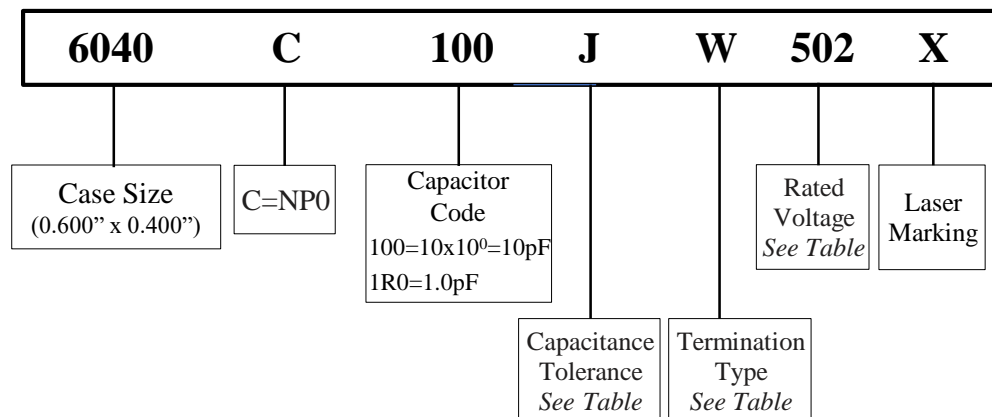 6040 C 100 J W 502 X
Case Size
(0.600” x 0.400”)
C=NP0
Capacitor
Code
100=10x10⁰=10pF
1R0=1.0pF
Rated
Voltage
See Table
Laser
Marking
Capacitance
Tolerance
See Table
Termination
Type
See Table